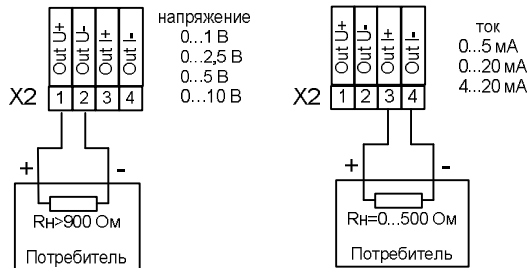 Out U+
Out U-
Out I+
Out I-
X2
1 2 3 4
напряжение
0...1 В
0...2,5 В
0...5 В
0...10 В
+ -
Rн>900 Ом
Потребитель
Out U+
Out U-
Out I+
Out I-
X2
1 2 3 4
ток
0...5 мА
0...20 мА
4...20 мА
+ -
Rн=0...500 Ом
Потребитель